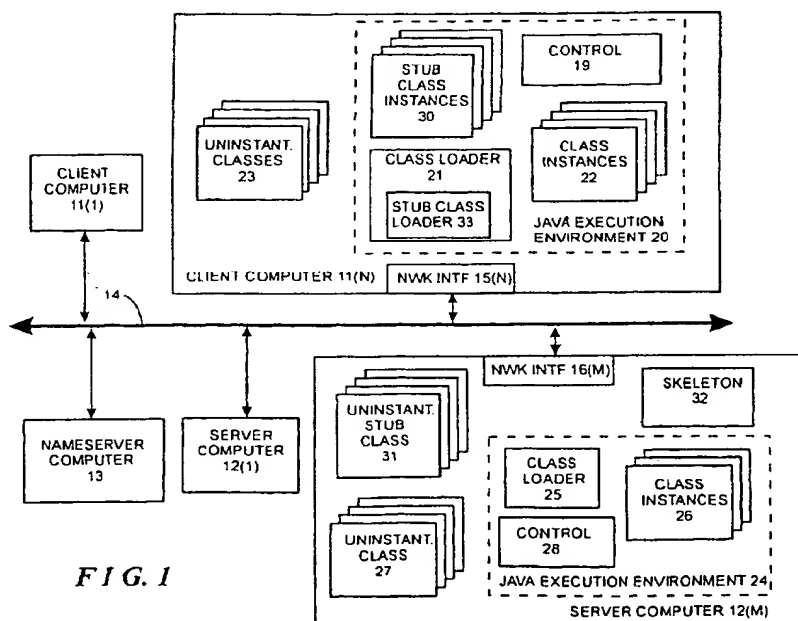 STUB
CLASS
INSTANCES
30
CONTROL
19
UNINSTANT.
CLASSES
23
CLASS LOADER
21
STUB CLASS
LOADER 33
CLASS
INSTANCES
22
JAVA EXECUTION
ENVIRONMENT 20
CLIENT COMPUTER 11(N)
NWK INTF 15(N)
CLIENT
COMPUTER
11(1)
14
NAMESERVER
COMPUTER
13
SERVER
COMPUTER
12(1)
NWK INTF 16(M)
SKELETON
32
UNINSTANT.
STUB
CLASS
31
CLASS
LOADER
25
CLASS
INSTANCES
26
UNINSTANT.
CLASS
27
CONTROL
28
JAVA EXECUTION ENVIRONMENT 24
SERVER COMPUTER 12(M)
FIG. 1